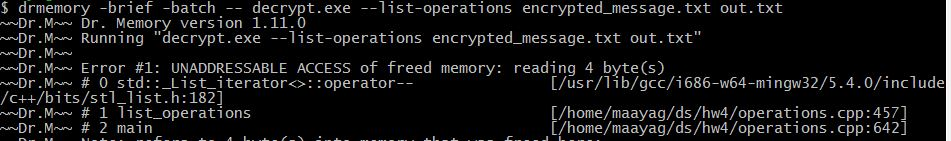 $ drmemory -brief -batch -- decrypt.exe --list-operations encrypted_message.txt out.txt
~~Dr.M~~ Dr. Memory version 1.11.0
~~Dr.M~~ Running "decrypt.exe --list-operations encrypted_message.txt out.txt"
~~Dr.M~~
~~Dr.M~~ Error #1: UNADDRESSABLE ACCESS of freed memory: reading 4 byte(s)
~~Dr.M~~ # 0 std::_List_iterator<>::operator-- [/usr/lib/gcc/i686-w64-mingw32/5.4.0/include
/c++/bits/stl_list.h:182]
~~Dr.M~~ # 1 list_operations [/home/maayag/ds/hw4/operations.cpp:457]
~~Dr.M~~ # 2 main [/home/maayag/ds/hw4/operations.cpp:642]